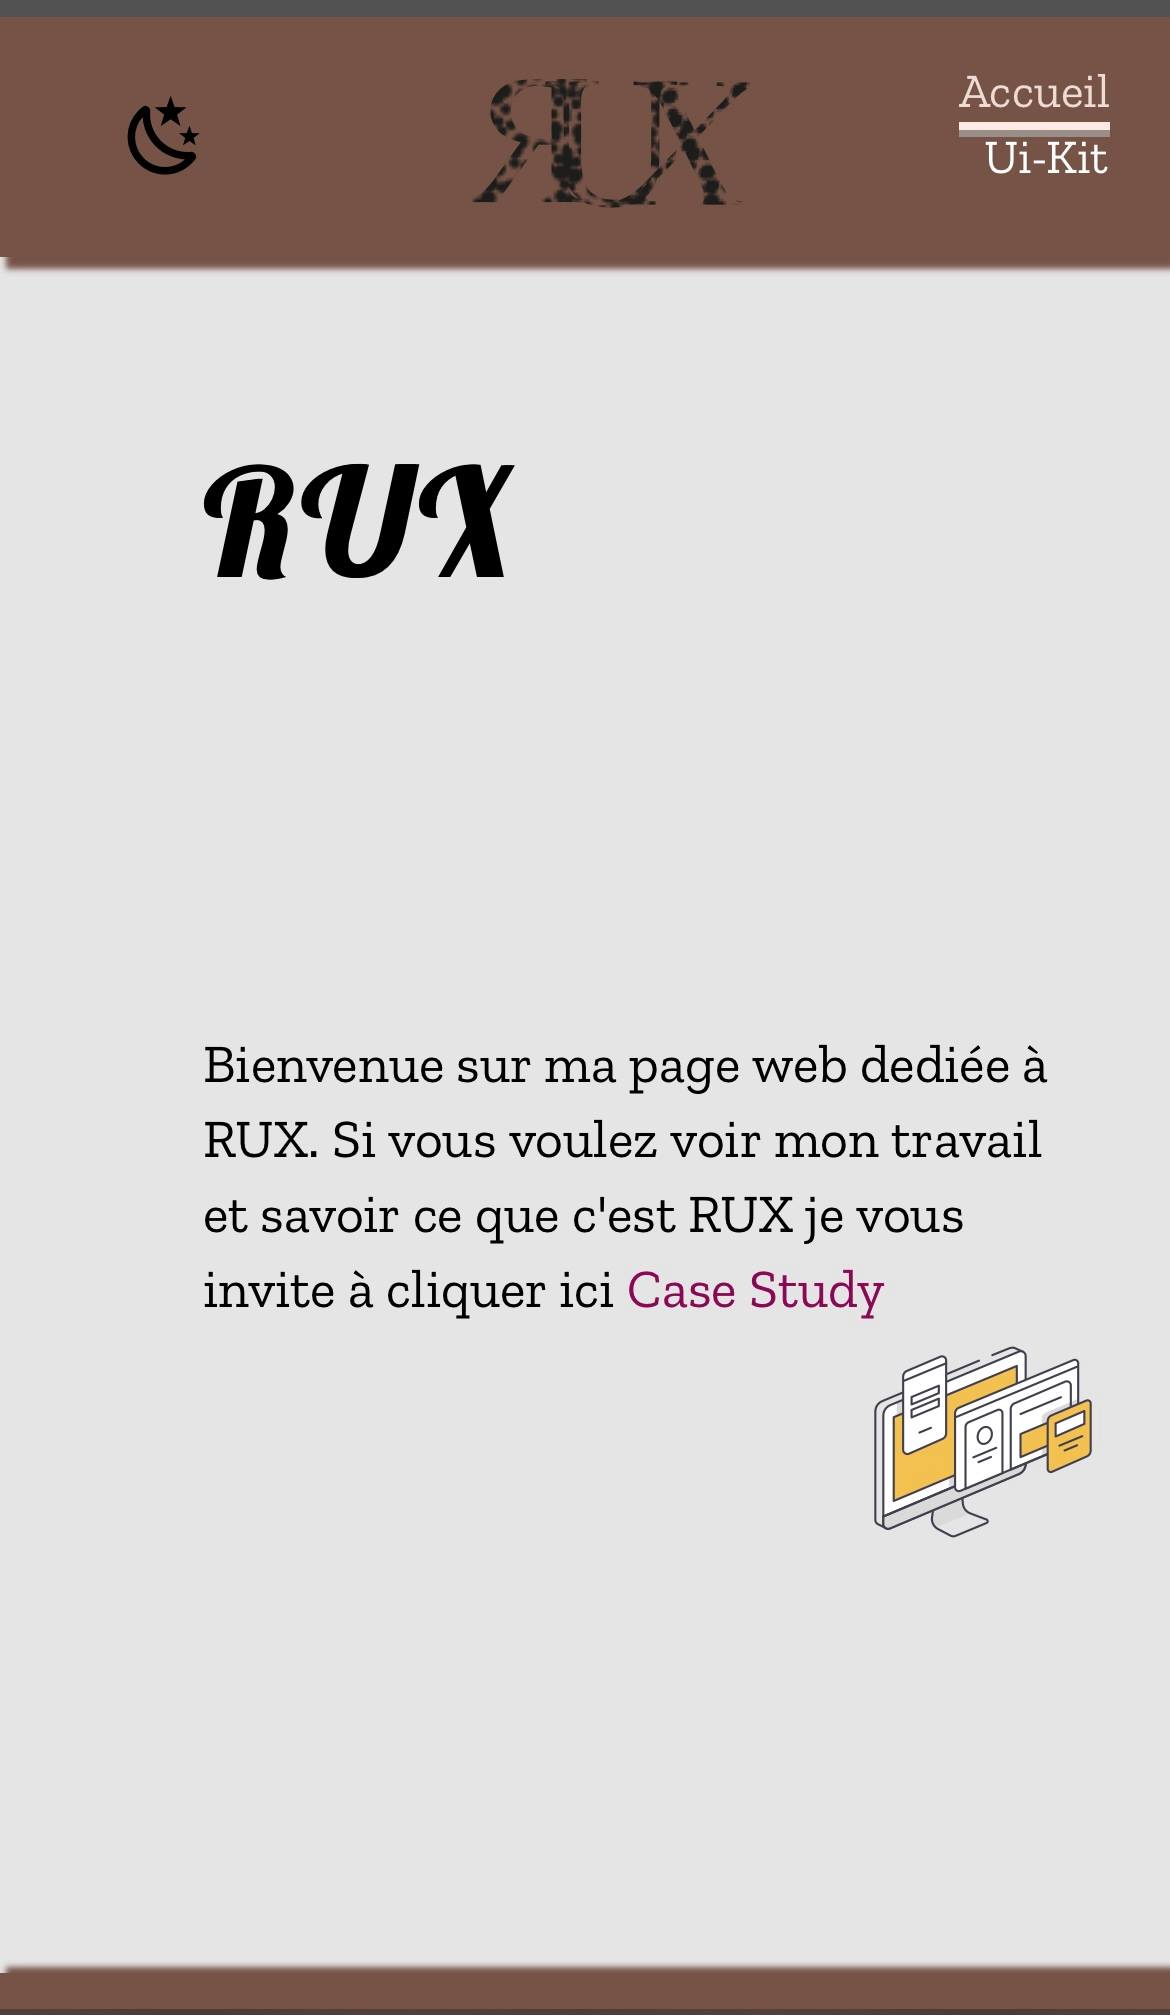 RUX
Accueil
Ui-Kit
RUX
Bienvenue sur ma page web dediée à
RUX. Si vous voulez voir mon travail
et savoir ce que c'est RUX je vous
invite à cliquer ici Case Study